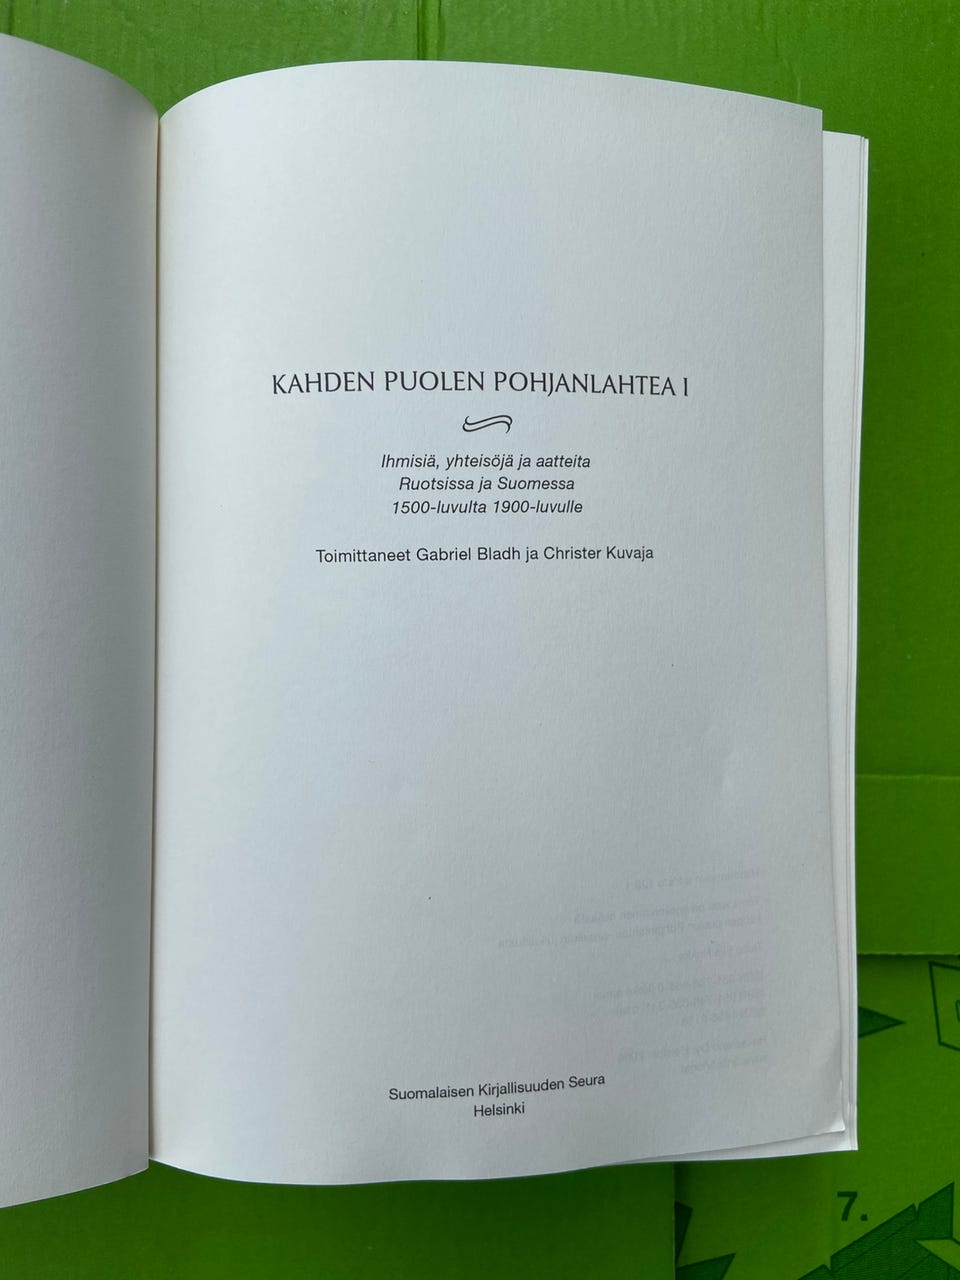 KAHDEN PUOLEN POHJANLAHTEA I
Ihmisiä, yhteisöjä ja aatteita
Ruotsissa ja Suomessa
1500-luvulta 1900-luvulle
Toimittaneet Gabriel Bladh ja Christer Kuvaja
Suomalaisen Kirjallisuuden Seura
Helsinki
7.